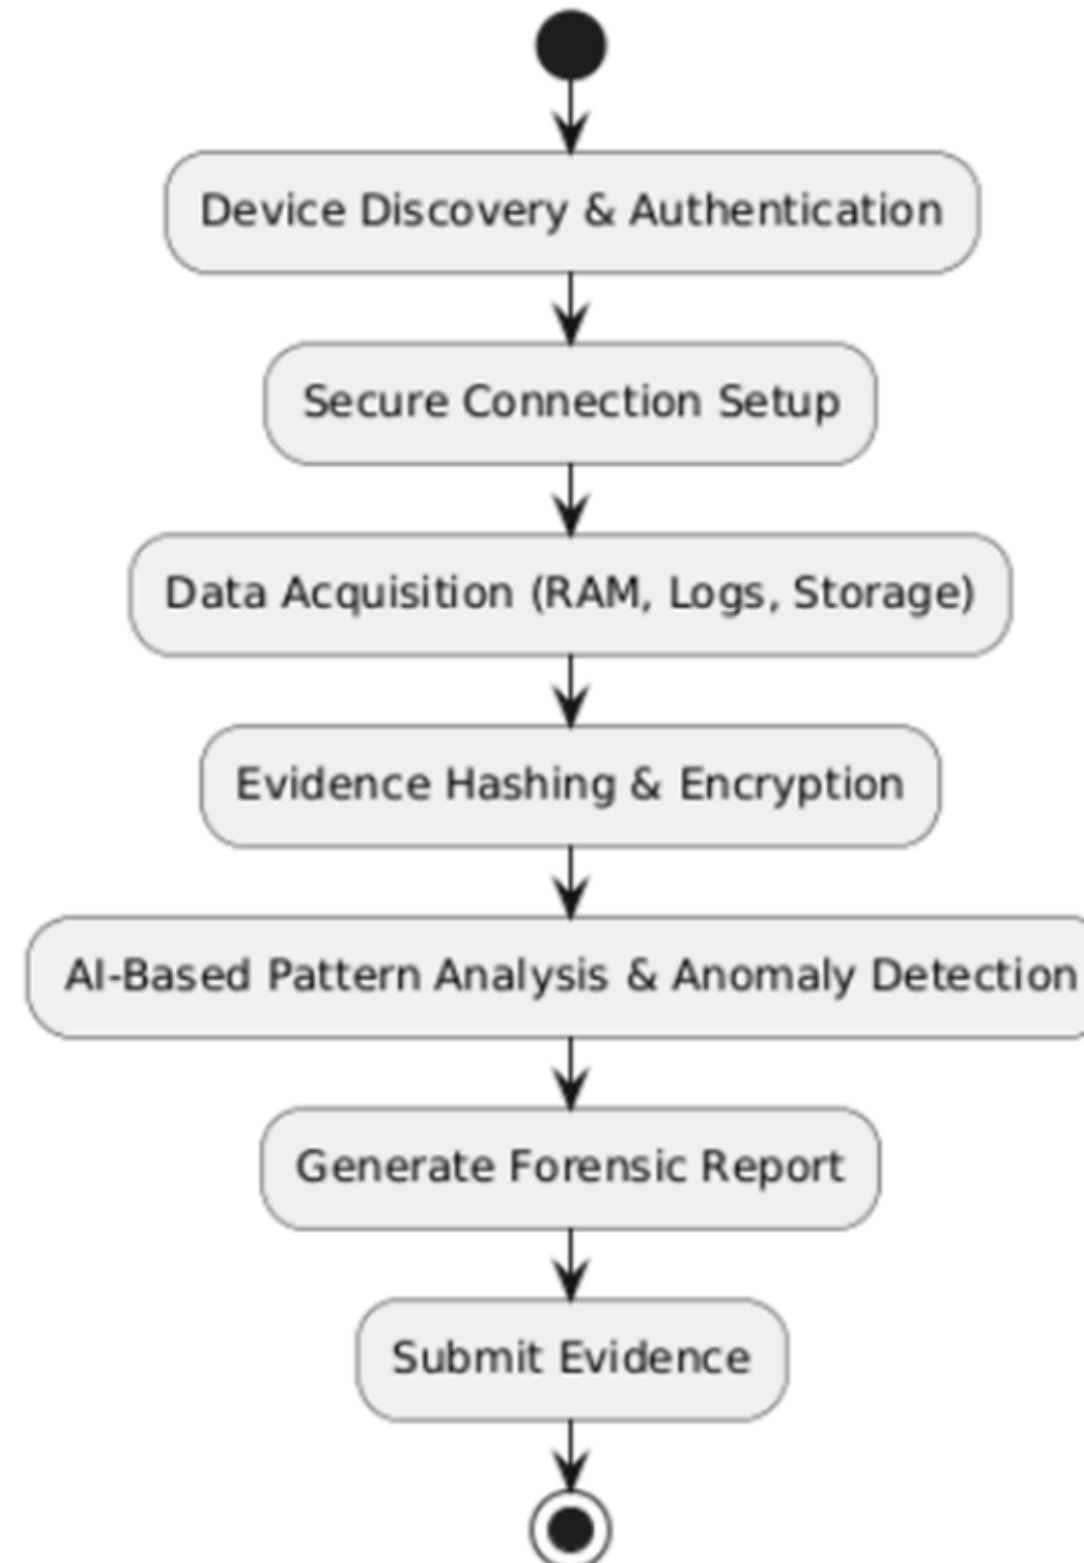 Device Discovery & Authentication
Secure Connection Setup
Data Acquisition (RAM, Logs, Storage)
Evidence Hashing & Encryption
AI-Based Pattern Analysis & Anomaly Detection
Generate Forensic Report
Submit Evidence